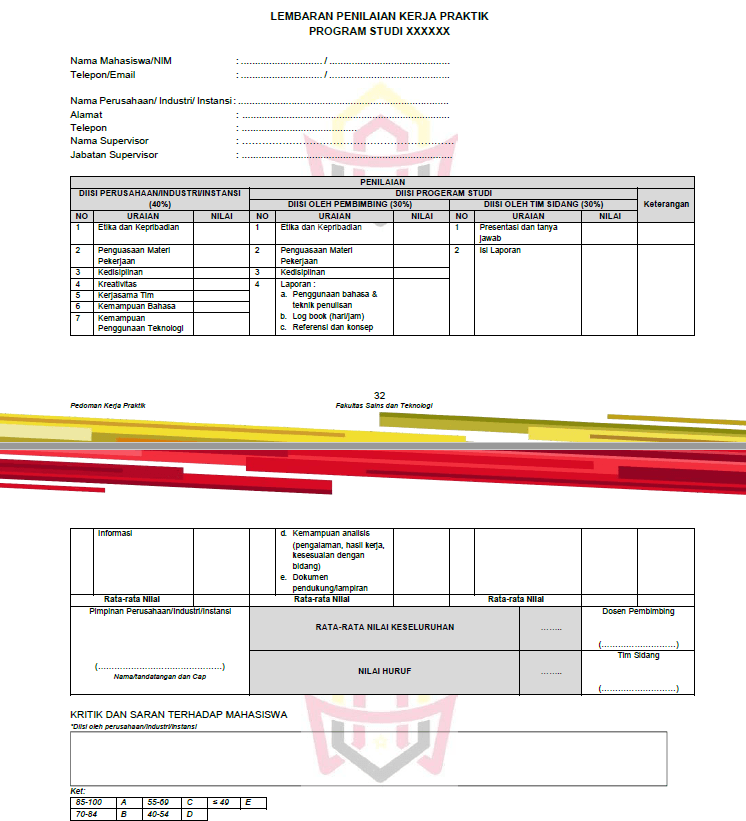 LEMBARAN PENILAIAN KERJA PRAKTIK
PROGRAM STUDI XXXXXX
Nama Mahasiswa/NIM : ............................. / ...........................................
Telepon/Email : ............................. / ...........................................
Nama Perusahaan/ Industri/ Instansi : ...........................................................................
Alamat : ..........................................................................
Telepon : .........................................
Nama Supervisor : ..........................................................................
Jabatan Supervisor : ..........................................................................
PENILAIAN
DIISI PERUSAHAAN/INDUSTRI/INSTANSI (40%) DIISI PROGERAM STUDI Keterangan
DIISI OLEH PEMBIMBING (30%) DIISI OLEH TIM SIDANG (30%)
NO URAIAN NILAI NO URAIAN NILAI NO URAIAN NILAI
1 Etika dan Kepribadian 1 Etika dan Kepribadian 1 Presentasi dan tanya jawab
2 Penguasaan Materi Pekerjaan 2 Penguasaan Materi Pekerjaan 2 Isi Laporan
3 Kedisiplinan 3 Kedisiplinan
4 Kreativitas 4 Laporan :
5 Kerjasama Tim a. Penggunaan bahasa & teknik penulisan
6 Kemampuan Bahasa b. Log book (hari/jam)
7 Kemampuan Penggunaan Teknologi c. Referensi dan konsep
32
Pedoman Kerja Praktik Fakultas Sains dan Teknologi
Informasi d. Kemampuan analisis
(pengalaman, hasil kerja,
kesesuaian dengan
bidang)
e. Dokumen
pendukung/lampiran
Rata-rata Nilai Rata-rata Nilai Rata-rata Nilai
Pimpinan Perusahaan/Industri/Instansi Dosen Pembimbing
RATA-RATA NILAI KESELURUHAN ........
(...........................)
Tim Sidang
(.............................................) NILAI HURUF ........
Nama/tandatangan dan Cap
(...........................)
KRITIK DAN SARAN TERHADAP MAHASISWA
*Diisi oleh perusahaan/industri/instansi
Ket:
85-100 A 55-69 C ≤ 49 E
70-84 B 40-54 D